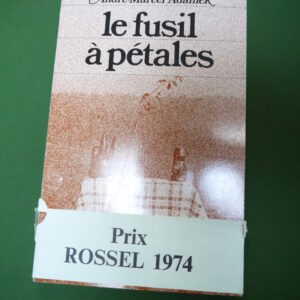 André-Marcel Adamek
le fusil
à pétales
Prix
ROSSEL 1974